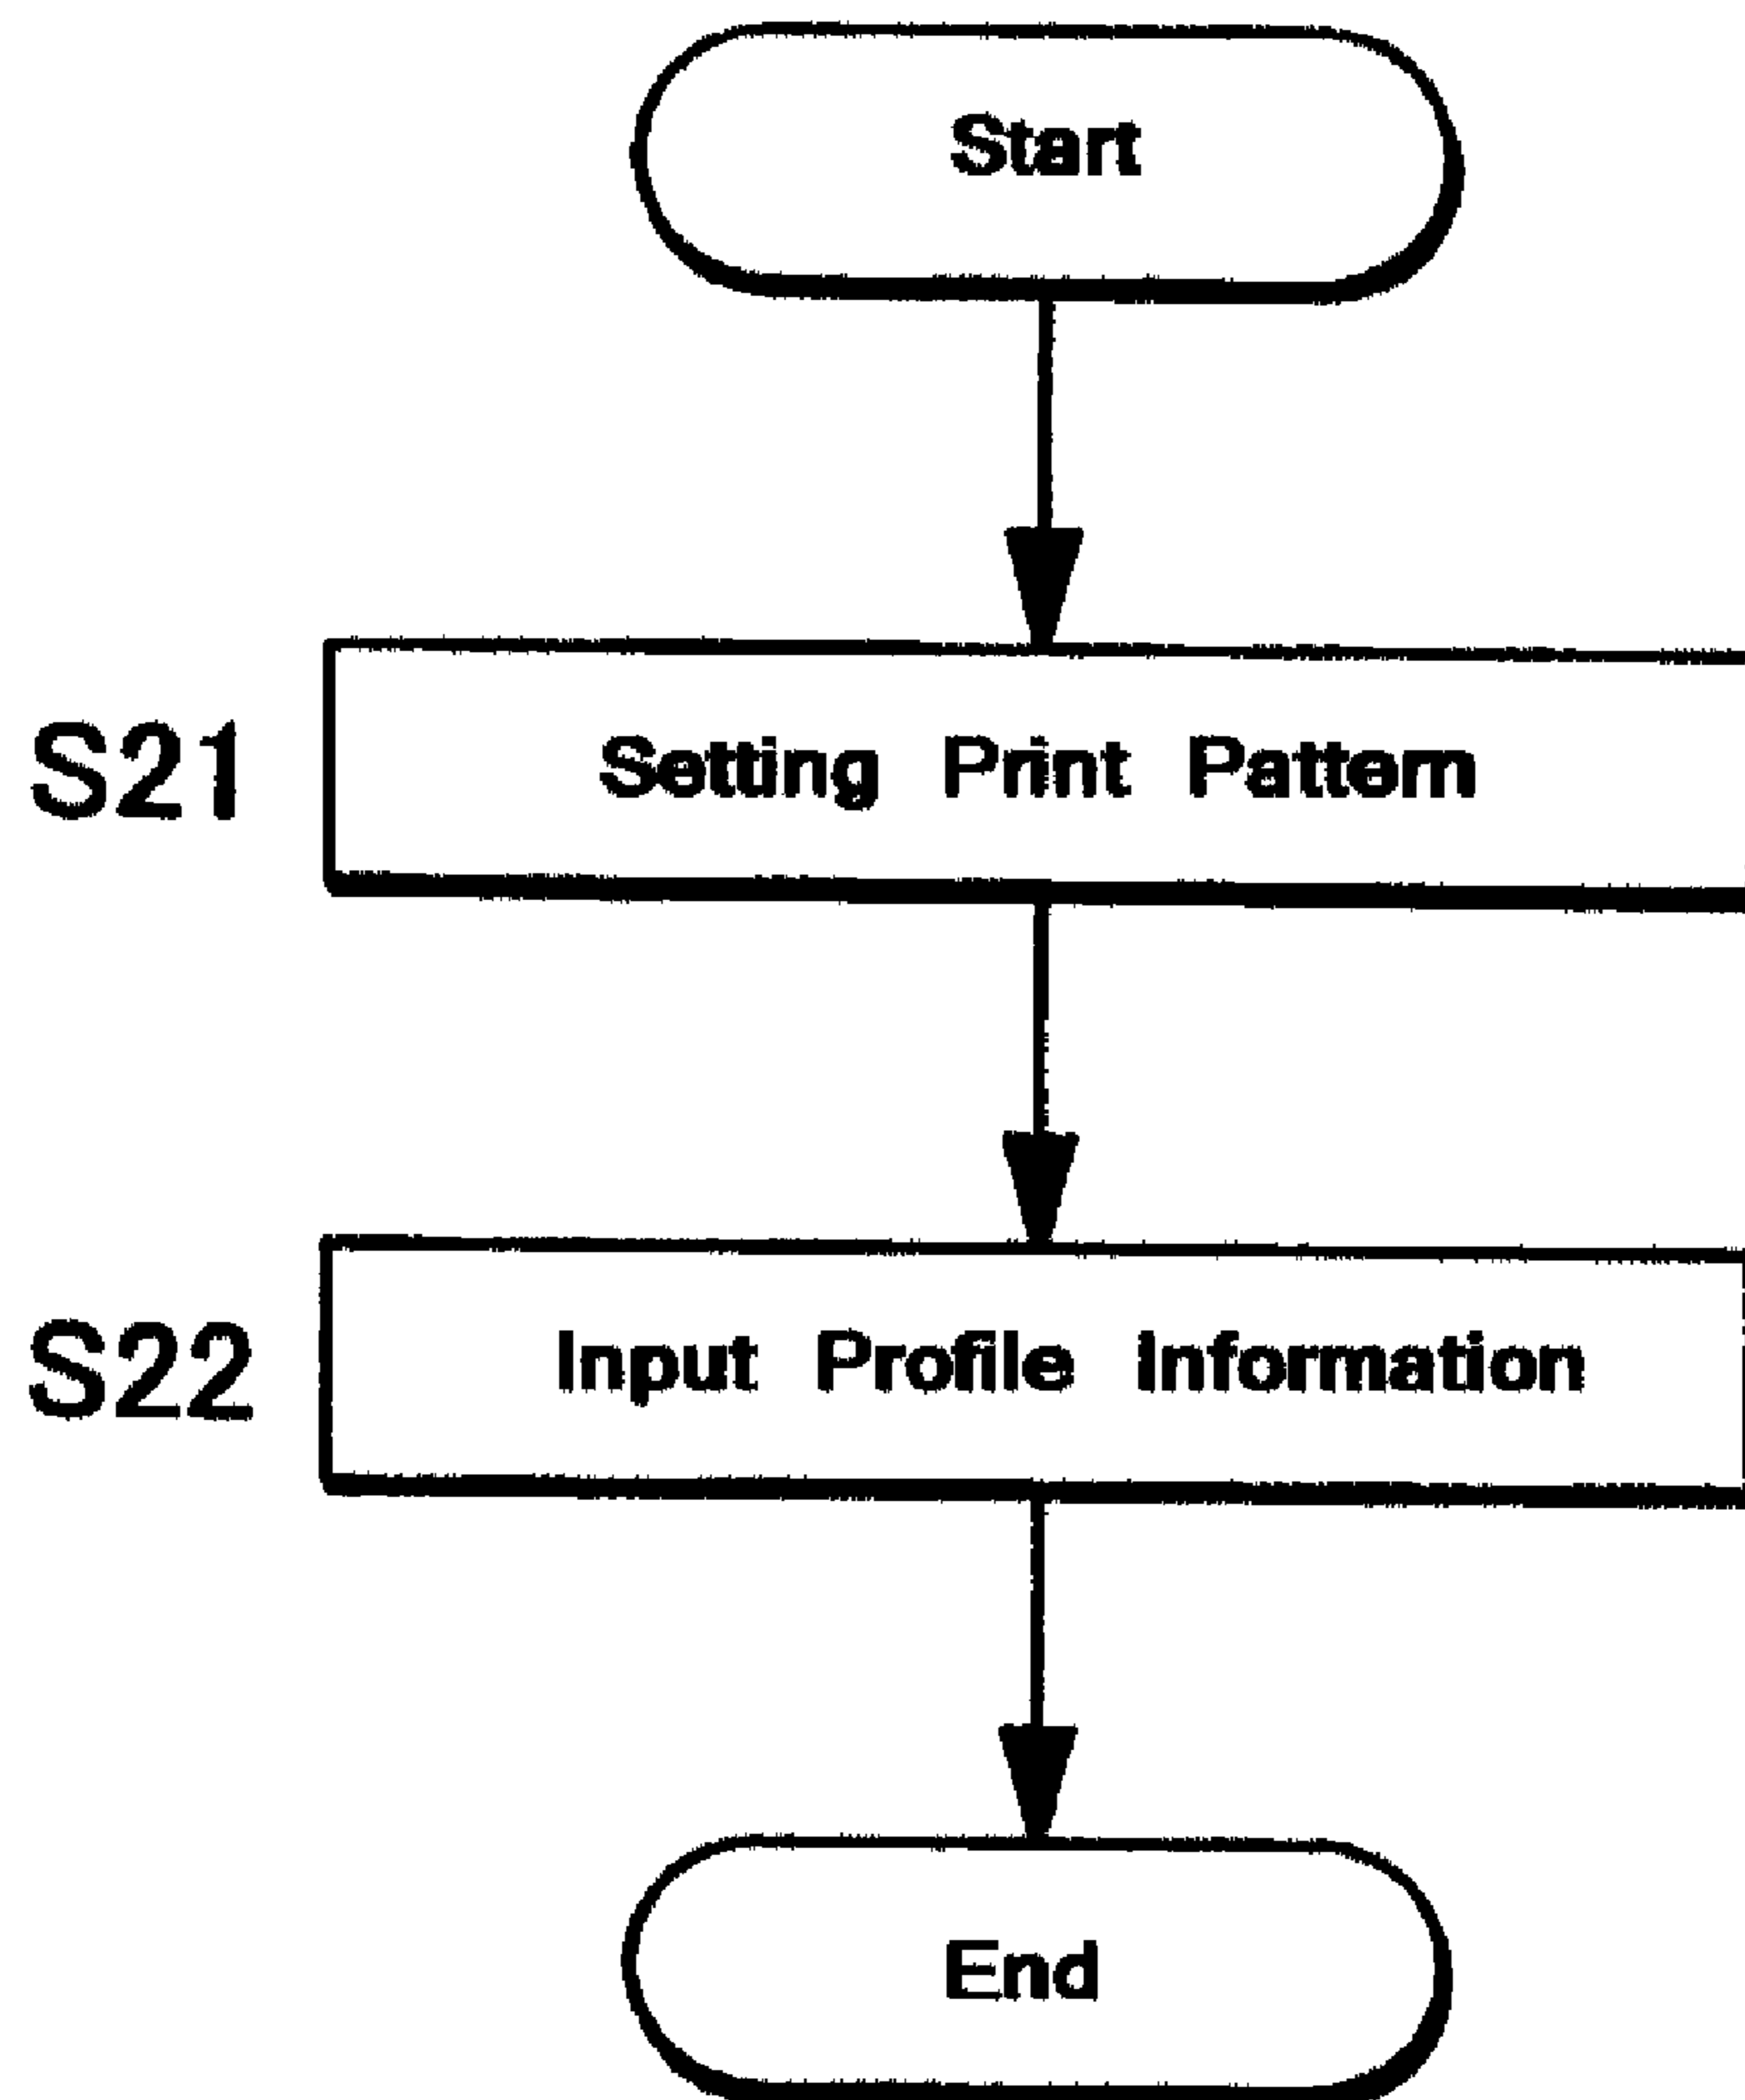 Start
S21 Setting Print Pattern
S22 Input Profile Information
End